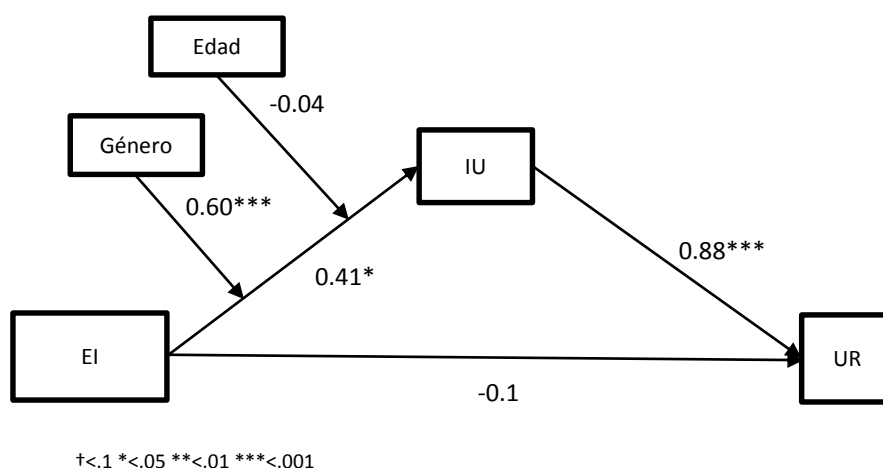 Edad
-0.04
Género
IU
0.60***
0.41*
0.88***
EI
UR
-0.1
†<.1 *<.05 **<.01 ***<.001